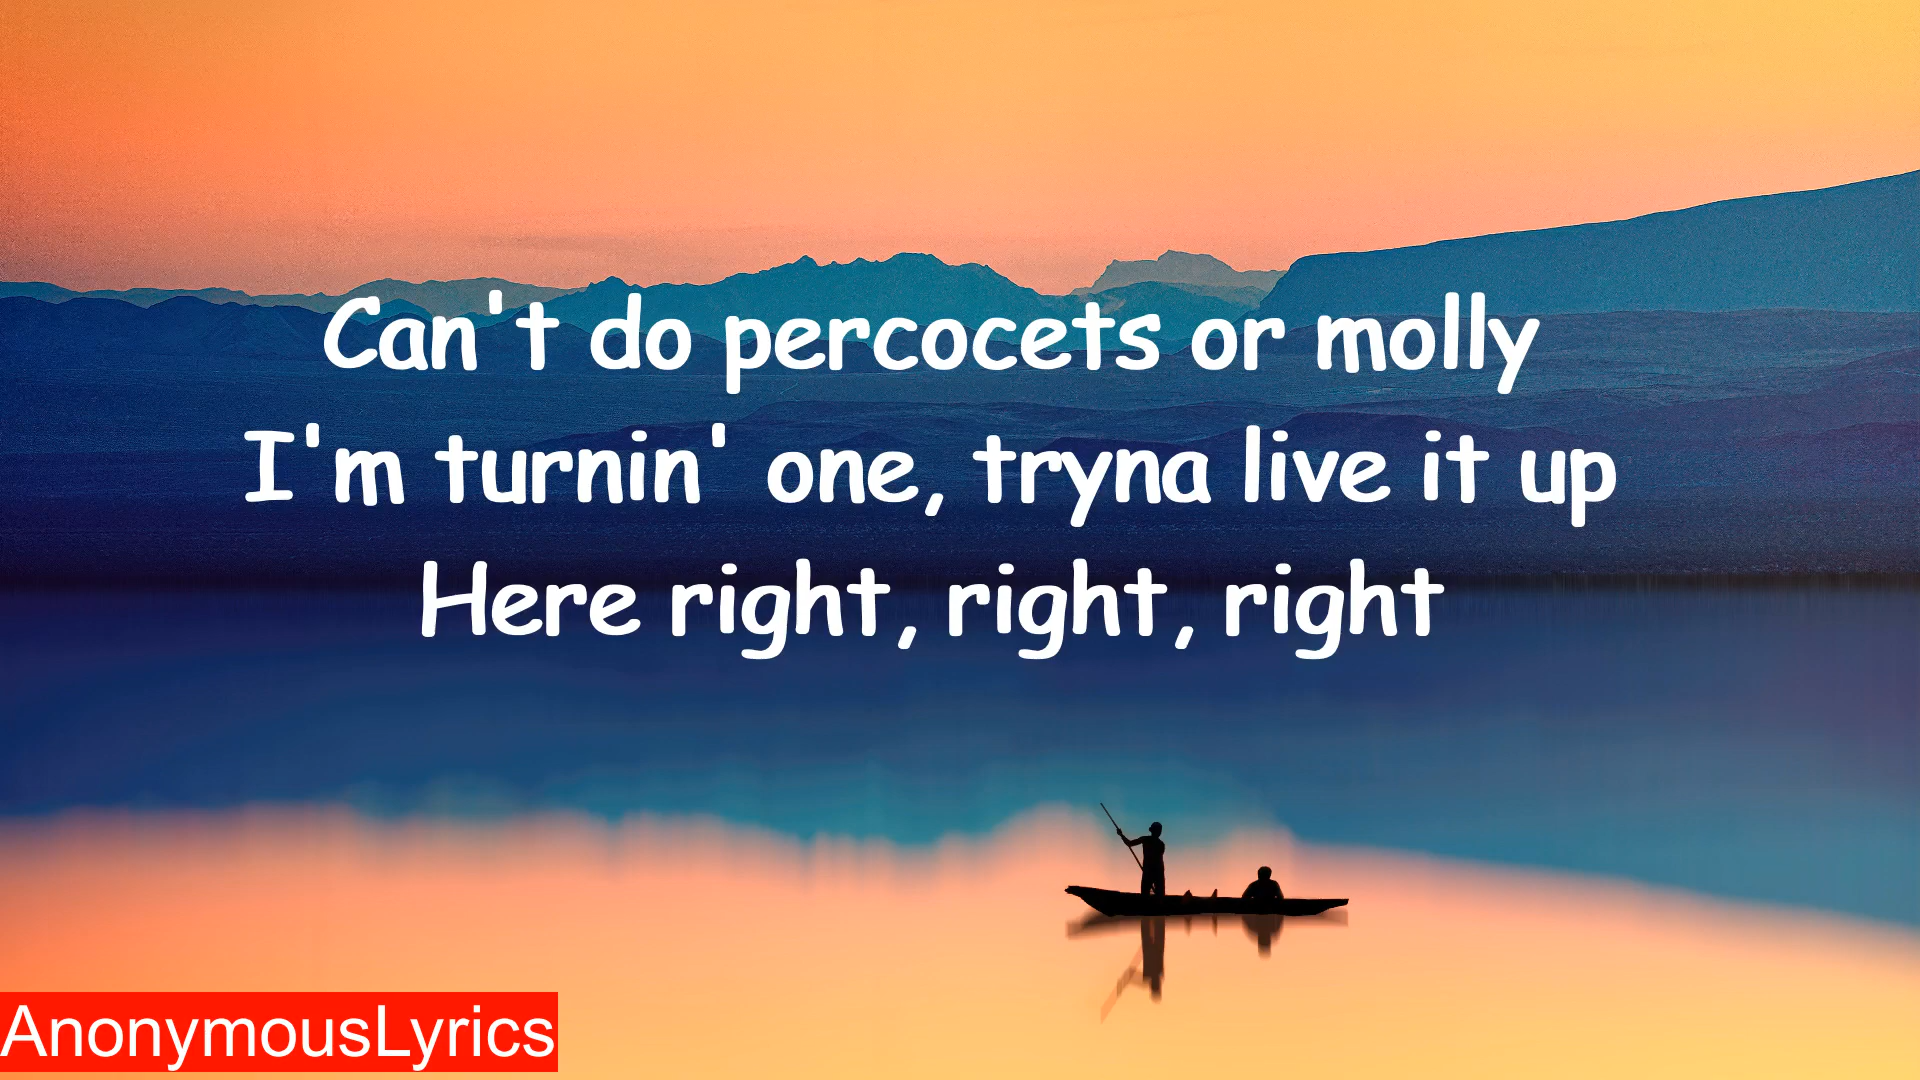 Can't do percocets or molly
I'm turnin' one, tryna live it up
Here right, right, right
AnonymousLyrics